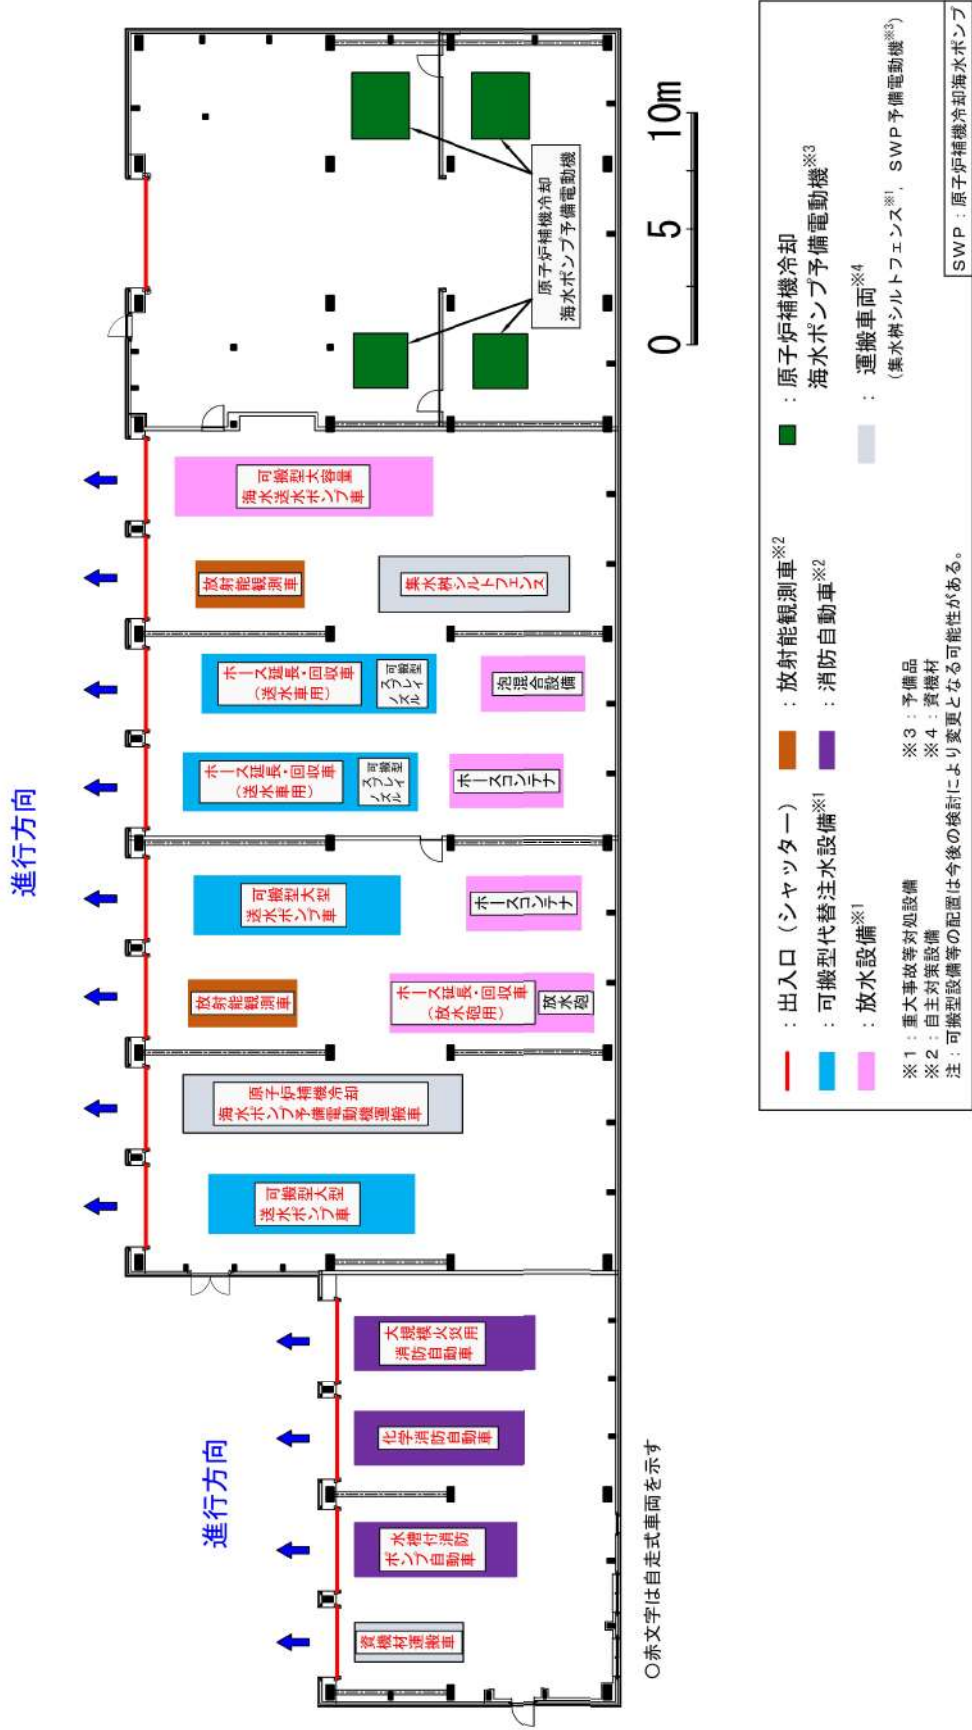 進行方向
進行方向
原子炉補機冷却
海水ポンプ予備電動機
可搬型大容量
海水送水ポンプ車
放射能観測車
集水桝シルトフェンス
ホース延長・回収車
（送水車用）
可搬型
スプレイ
ノズル
泡混合設備
ホース延長・回収車
（送水車用）
可搬型
スプレイ
ノズル
ホースコンテナ
可搬型大型
送水ポンプ車
ホースコンテナ
放射能観測車
ホース延長・回収車
（放水砲用）
放水砲
原子炉補機冷却
海水ポンプ予備電動機運搬車
可搬型大型
送水ポンプ車
大規模火災用
消防自動車
化学消防自動車
水槽付消防
ポンプ自動車
資機材運搬車
0 5 10m
○赤文字は自走式車両を示す
：出入口（シャッター）
：可搬型代替注水設備※1
：放水設備※1
：放射能観測車※2
：消防自動車※2
：原子炉補機冷却
海水ポンプ予備電動機※3
：運搬車両※4
（集水桝シルトフェンス※1，SWP予備電動機※3）
※1：重大事故等対処設備
※2：自主対策設備
※3：予備品
※4：資機材
注：可搬型設備等の配置は今後の検討により変更となる可能性がある。
SWP：原子炉補機冷却海水ポンプ